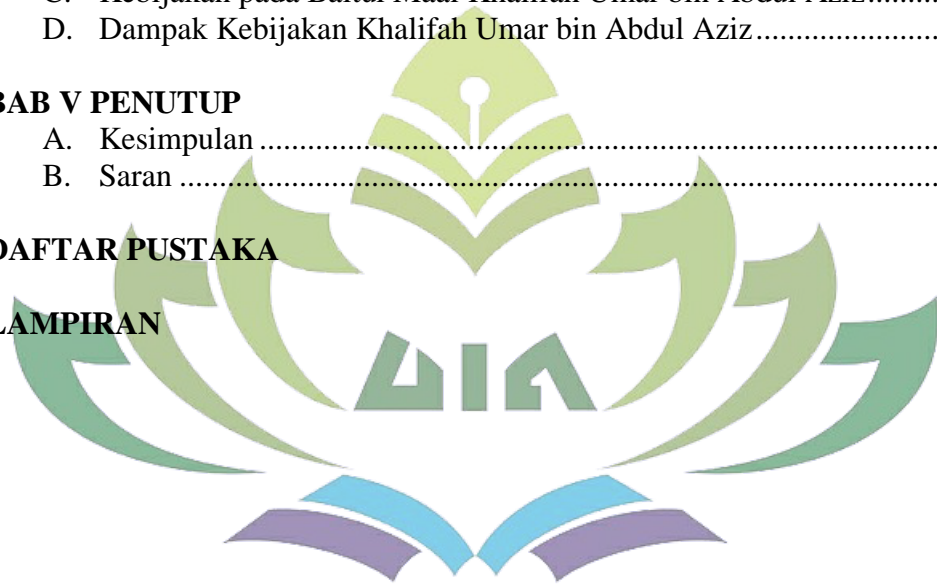 C. Kebijakan pada Baitul Maal Khalifah Umar bin Abdul Aziz..........
D. Dampak Kebijakan Khalifah Umar bin Abdul Aziz.......................
BAB V PENUTUP
A. Kesimpulan.....................................................................................
B. Saran...............................................................................................
DAFTAR PUSTAKA
LAMPIRAN
UIN